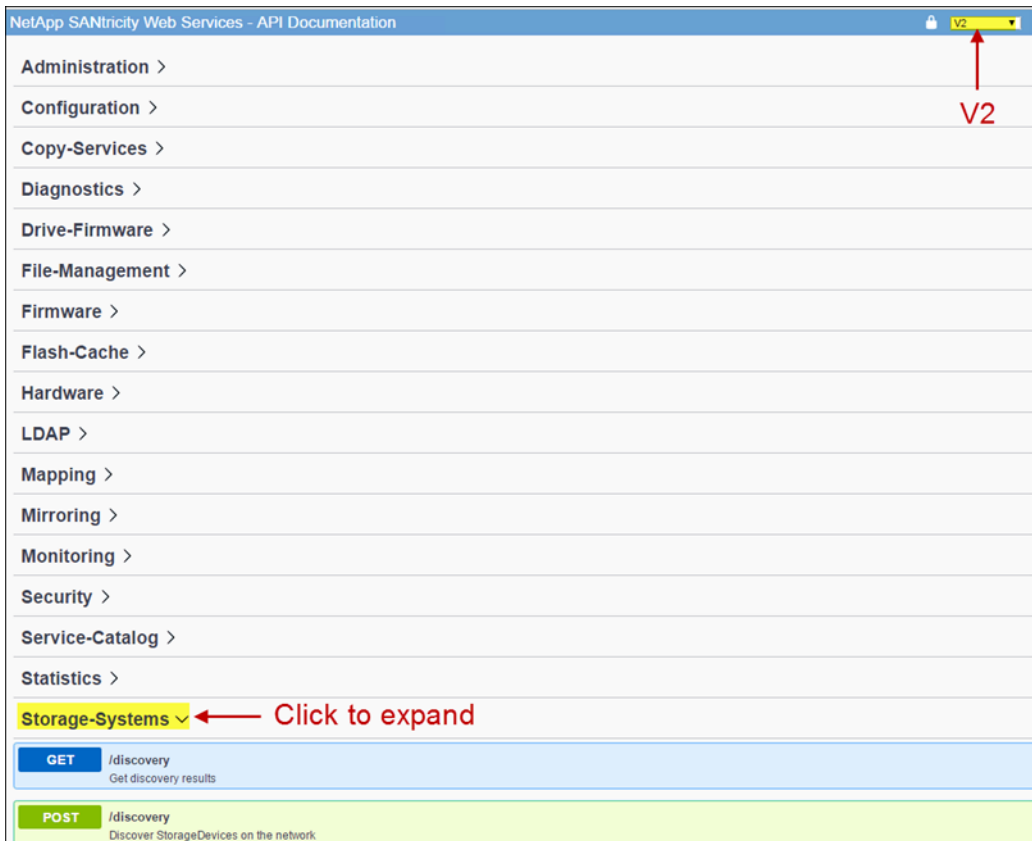 NetApp SANtricity Web Services - API Documentation
V2
V2
Administration
Configuration
Copy-Services
Diagnostics
Drive-Firmware
File-Management
Firmware
Flash-Cache
Hardware
LDAP
Mapping
Mirroring
Monitoring
Security
Service-Catalog
Statistics
Storage-Systems Click to expand
GET /discovery
Get discovery results
POST /discovery
Discover StorageDevices on the network